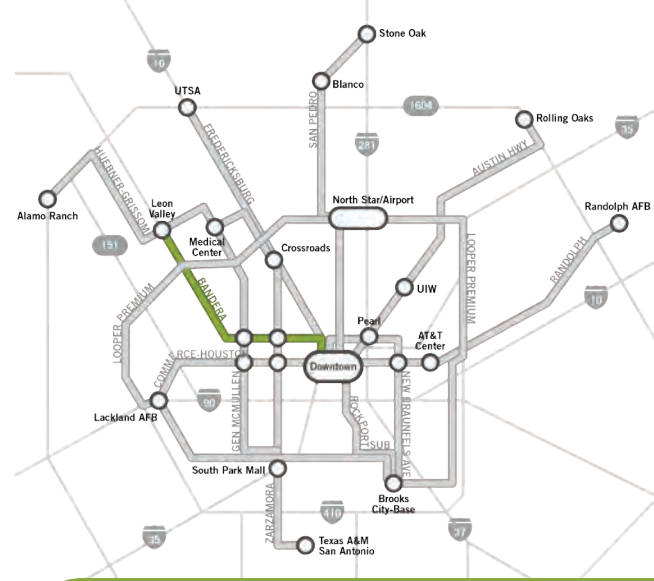 Stone Oak
10
Blanco
UTSA
1604
Rolling Oaks
SAN PEDRO
FREDERICKSBURG
281
35
AUSTIN HWY
HUEBNER-GRISSOM
Leon
Valley
North Star/Airport
Randolph AFB
Alamo Ranch
151
Medical
Center
Crossroads
LOOPER PREMIUM
RANDOLPH
BANDERA
UIW
10
LOOPER PREMIUM
Pearl
AT&T
Center
COMM
RCE-HOUSTON
Downtown
GEN MCMULLEN
90
ROCKPORT
NEW BRAUNFELS AVE
Lackland AFB
SUB
South Park Mall
Brooks
City-Base
ZARZAMORA
410
37
35
Texas A&M
San Antonio